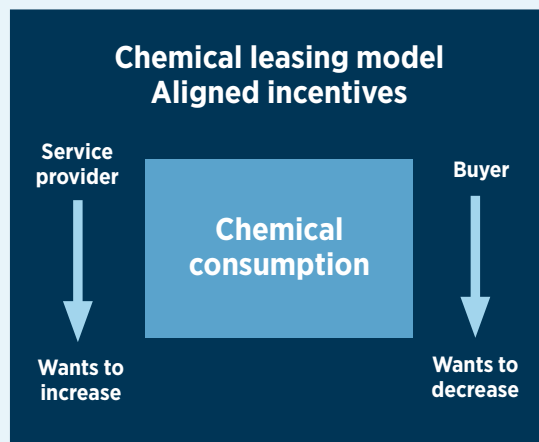 Chemical leasing model
Aligned incentives
Service
provider
Buyer
Chemical
consumption
Wants to
increase
Wants to
decrease